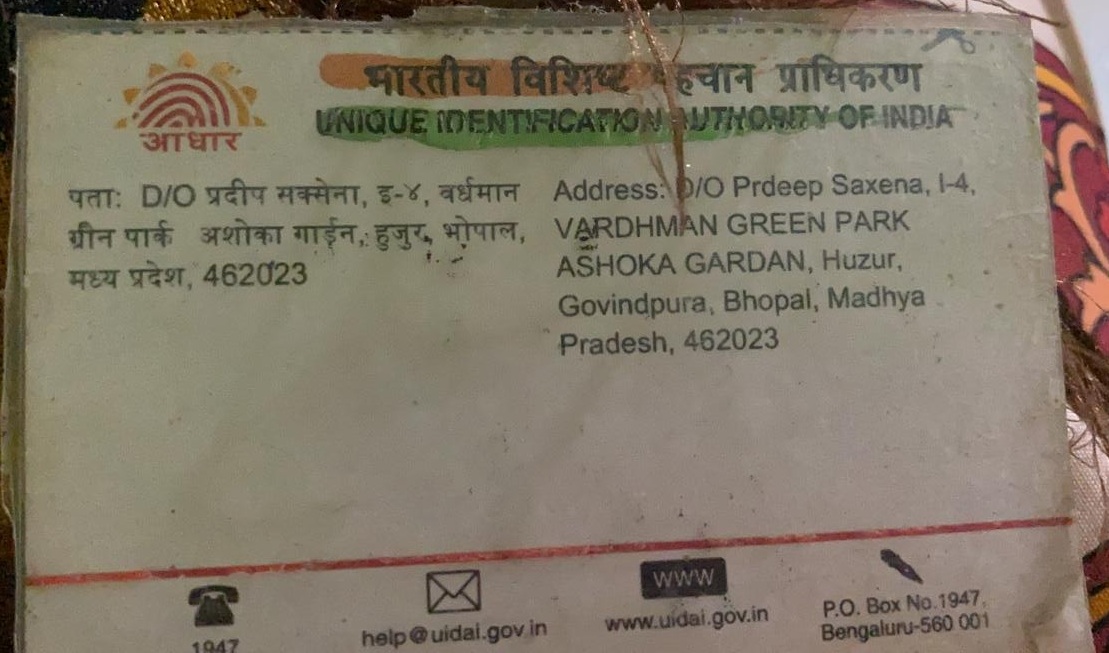 भारतीय विशिष्ट पहचान प्राधिकरण
UNIQUE IDENTIFICATION AUTHORITY OF INDIA
आधार
पता: D/O प्रदीप सक्सेना, इ-४, वर्धमान
ग्रीन पार्क अशोका गार्डन, हुजुर, भोपाल,
मध्य प्रदेश, 462023
Address: D/O Prdeep Saxena, I-4,
VARDHMAN GREEN PARK
ASHOKA GARDAN, Huzur,
Govindpura, Bhopal, Madhya
Pradesh, 462023
1947
help@uidai.gov.in
www
www.uidai.gov.in
P.O. Box No.1947,
Bengaluru-560 001